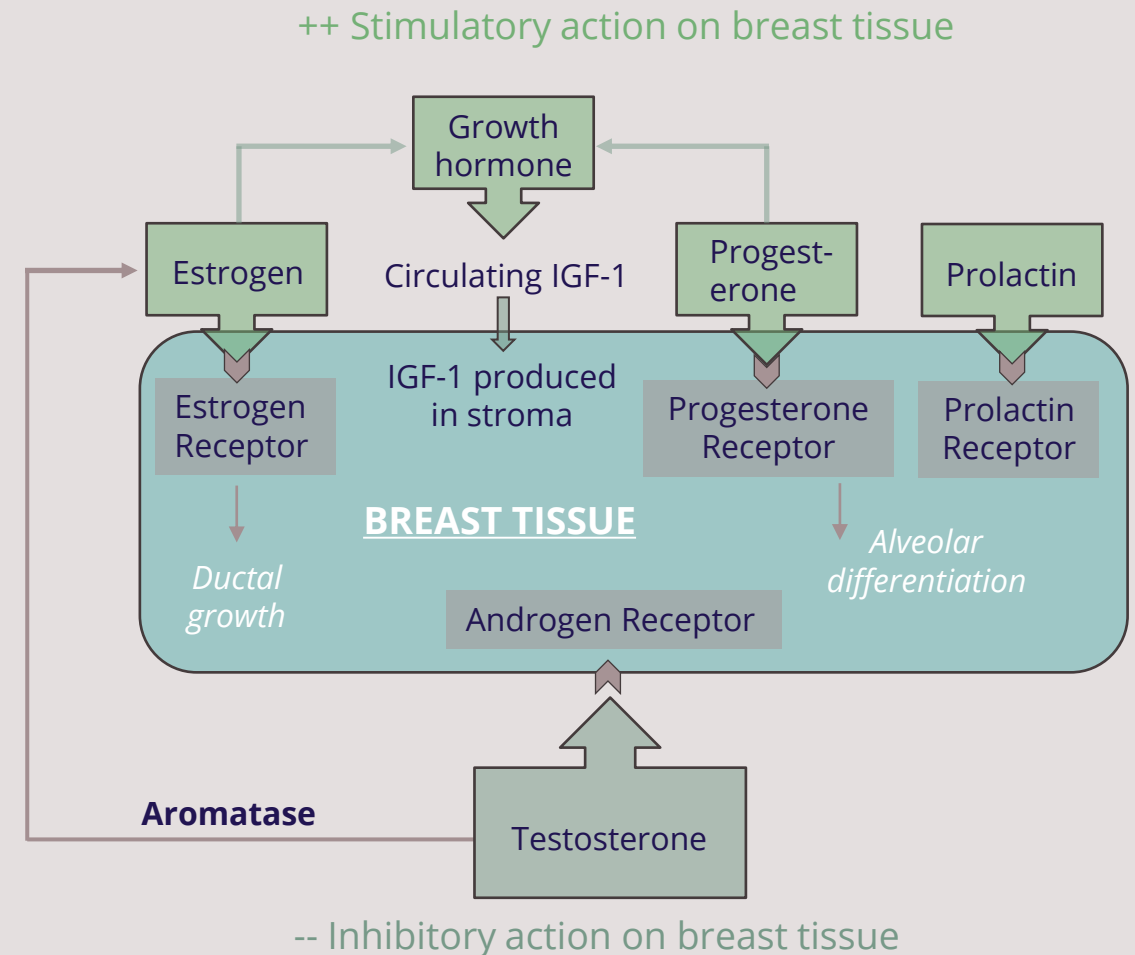 ++ Stimulatory action on breast tissue
Growth
hormone
Estrogen
Circulating IGF-1
Progest-
erone
Prolactin
Estrogen
Receptor
IGF-1 produced
in stroma
Progesterone
Receptor
Prolactin
Receptor
BREAST TISSUE
Ductal
growth
Alveolar
differentiation
Androgen Receptor
Aromatase
Testosterone
-- Inhibitory action on breast tissue